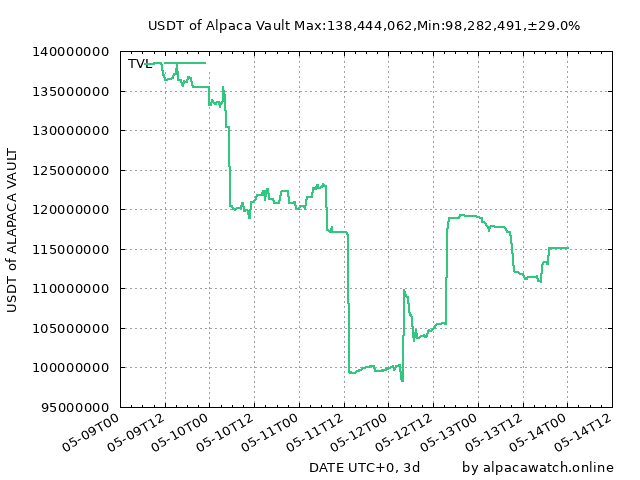 USDT of Alpaca Vault Max:138,444,062,Min:98,282,491,±29.0%
140000000
TVL
135000000
130000000
125000000
120000000
115000000
110000000
105000000
100000000
95000000
USDT of ALAPACA VAULT
05-09T00
05-09T12
05-10T00
05-10T12
05-11T00
05-11T12
05-12T00
05-12T12
05-13T00
05-13T12
05-14T00
05-14T12
DATE UTC+0, 3d
by alpacawatch.online